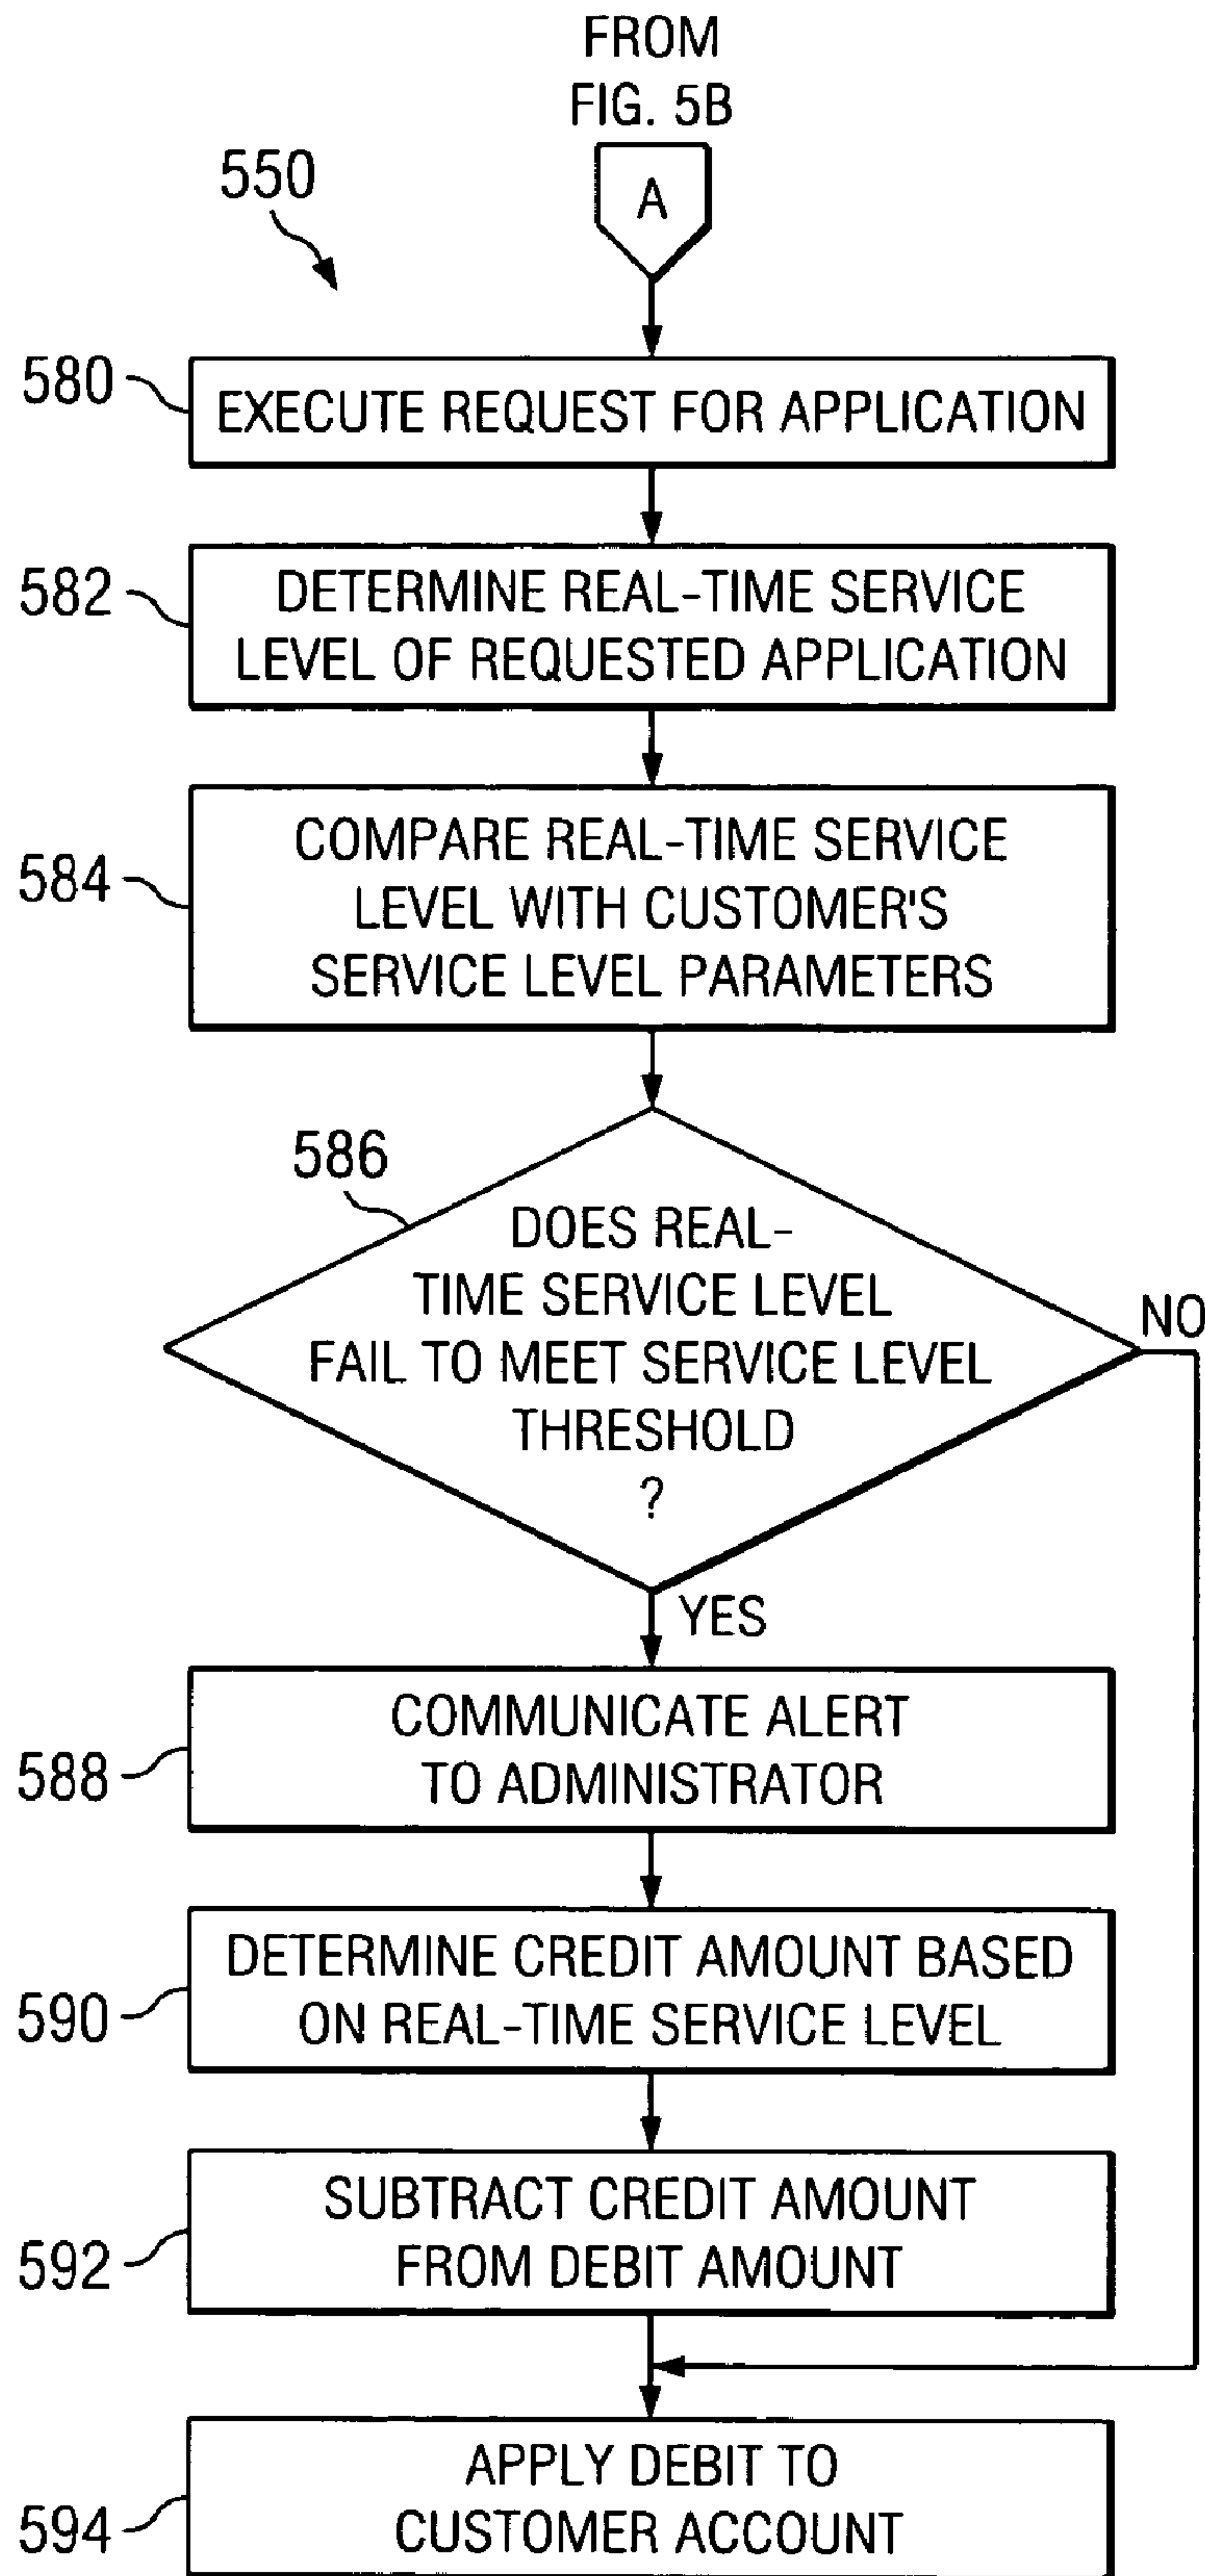 FROM
FIG. 5B
A
550
580
EXECUTE REQUEST FOR APPLICATION
582
DETERMINE REAL-TIME SERVICE
LEVEL OF REQUESTED APPLICATION
584
COMPARE REAL-TIME SERVICE
LEVEL WITH CUSTOMER'S
SERVICE LEVEL PARAMETERS
586
DOES REAL-
TIME SERVICE LEVEL
FAIL TO MEET SERVICE LEVEL
THRESHOLD
?
NO
YES
588
COMMUNICATE ALERT
TO ADMINISTRATOR
590
DETERMINE CREDIT AMOUNT BASED
ON REAL-TIME SERVICE LEVEL
592
SUBTRACT CREDIT AMOUNT
FROM DEBIT AMOUNT
594
APPLY DEBIT TO
CUSTOMER ACCOUNT